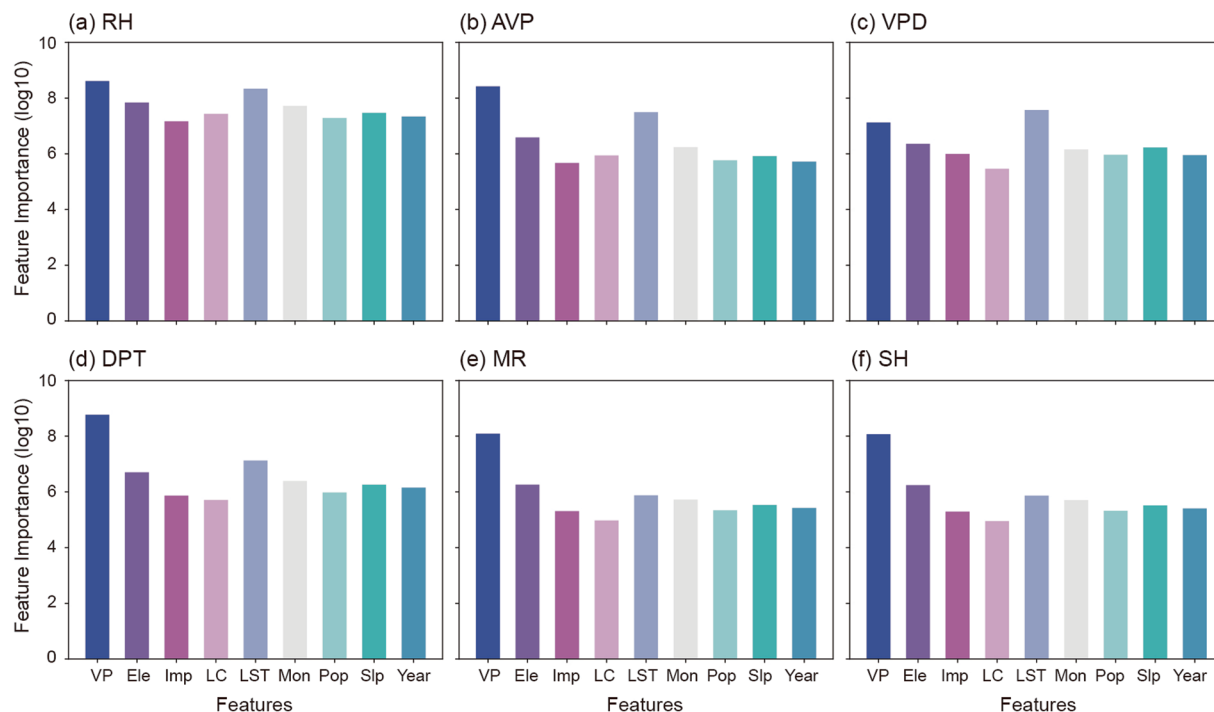 (a) RH
(b) AVP
(c) VPD
Feature Importance (log10)
10
8
6
4
2
0
(d) DPT
(e) MR
(f) SH
Feature Importance (log10)
10
8
6
4
2
0
VP Ele Imp LC LST Mon Pop Slp Year
VP Ele Imp LC LST Mon Pop Slp Year
VP Ele Imp LC LST Mon Pop Slp Year
Features
Features
Features